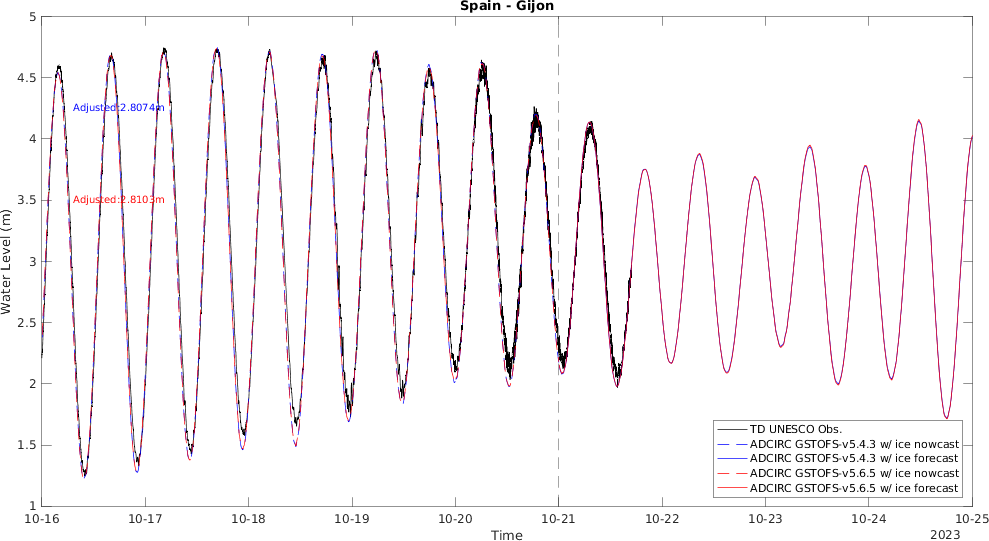 Spain - Gijon
5
4.5
4
3.5
3
2.5
2
1.5
1
Water Level (m)
Adjusted:2.8074m
Adjusted:2.8103m
TD UNESCO Obs.
ADCIRC GSTOFS-v5.4.3 w/ ice nowcast
ADCIRC GSTOFS-v5.4.3 w/ ice forecast
ADCIRC GSTOFS-v5.6.5 w/ ice nowcast
ADCIRC GSTOFS-v5.6.5 w/ ice forecast
10-16 10-17 10-18 10-19 10-20 10-21 10-22 10-23 10-24 10-25
Time
2023